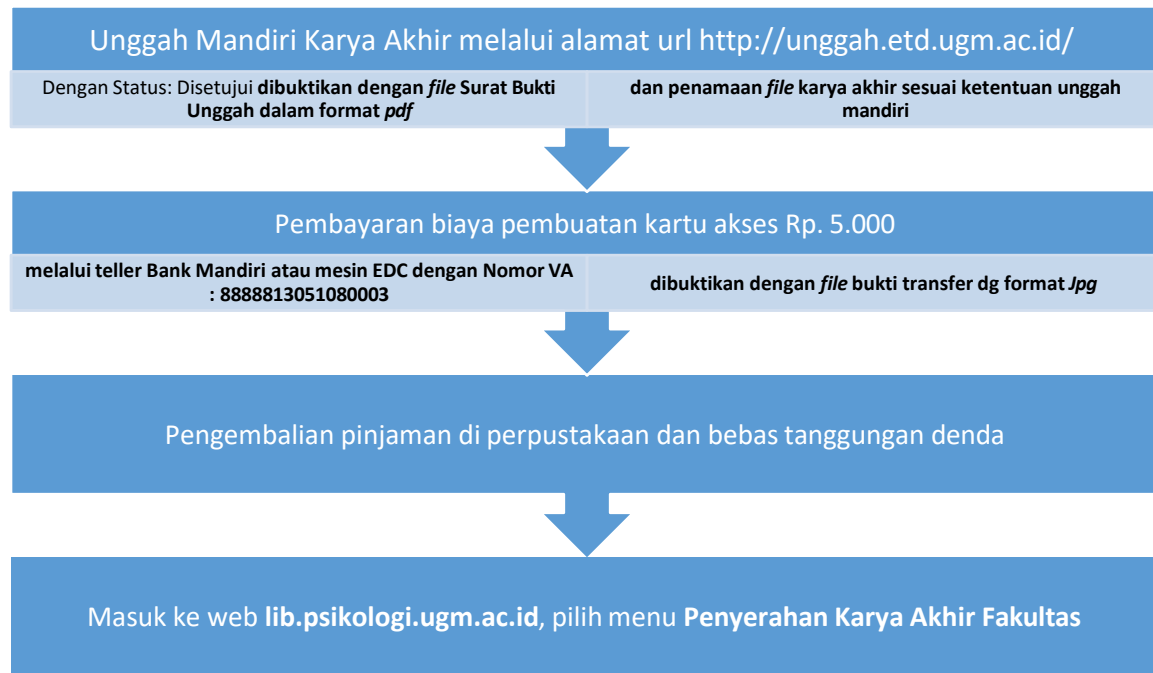 Unggah Mandiri Karya Akhir melalui alamat url http://unggah.etd.ugm.ac.id/
Dengan Status: Disetujui dibuktikan dengan file Surat Bukti
Unggah dalam format pdf
dan penamaan file karya akhir sesuai ketentuan unggah
mandiri
Pembayaran biaya pembuatan kartu akses Rp. 5.000
melalui teller Bank Mandiri atau mesin EDC dengan Nomor VA
: 8888813051080003
dibuktikan dengan file bukti transfer dg format Jpg
Pengembalian pinjaman di perpustakaan dan bebas tanggungan denda
Masuk ke web lib.psikologi.ugm.ac.id, pilih menu Penyerahan Karya Akhir Fakultas